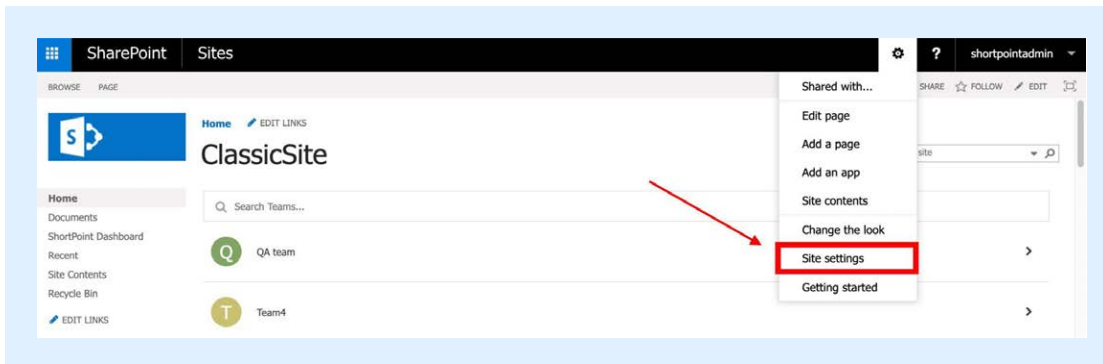 SharePoint Sites ? shortpointadmin
BROWSE PAGE SHARE FOLLOW EDIT
S
Home EDIT LINKS
ClassicSite
site
Home
Documents
ShortPoint Dashboard
Recent
Site Contents
Recycle Bin
EDIT LINKS
Search Teams...
Q QA team
T Team4
Shared with...
Edit page
Add a page
Add an app
Site contents
Change the look
Site settings
Getting started